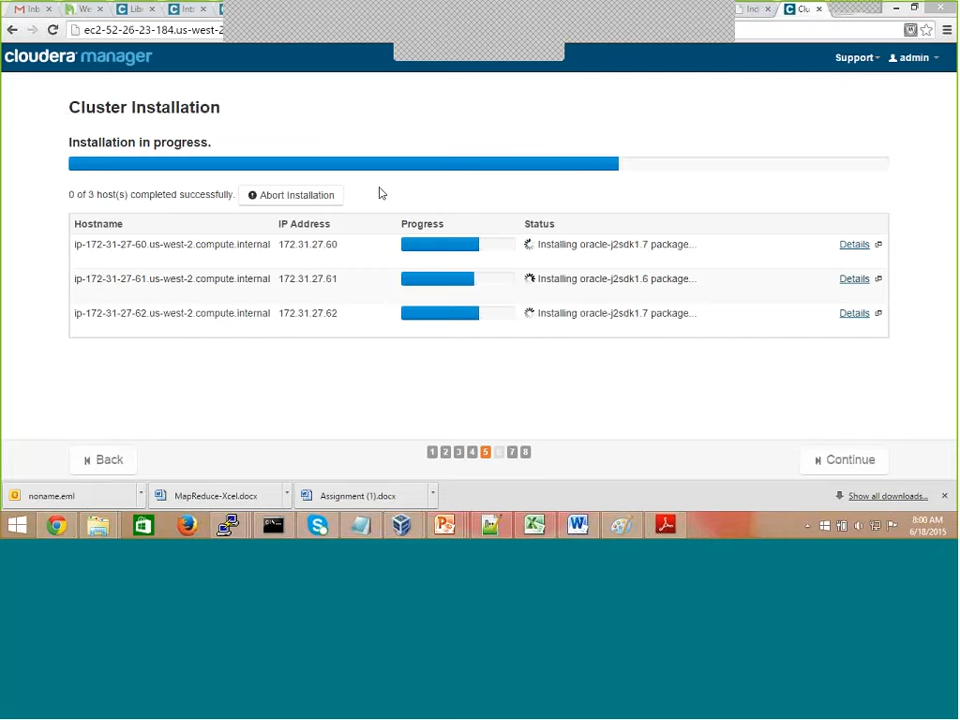 Inb
We
Libr
Intr
Ind
Clu
ec2-52-26-23-184.us-west-2
cloudera manager
Support
admin
Cluster Installation
Installation in progress.
0 of 3 host(s) completed successfully.
Abort Installation
Hostname IP Address Progress Status
ip-172-31-27-60.us-west-2.compute.internal 172.31.27.60 Installing oracle-j2sdk1.7 package... Details
ip-172-31-27-61.us-west-2.compute.internal 172.31.27.61 Installing oracle-j2sdk1.6 package... Details
ip-172-31-27-62.us-west-2.compute.internal 172.31.27.62 Installing oracle-j2sdk1.7 package... Details
Back
1 2 3 4 5 7 8
Continue
noname.eml
MapReduce-Xcel.docx
Assignment (1).docx
Show all downloads...
8:00 AM
6/18/2015